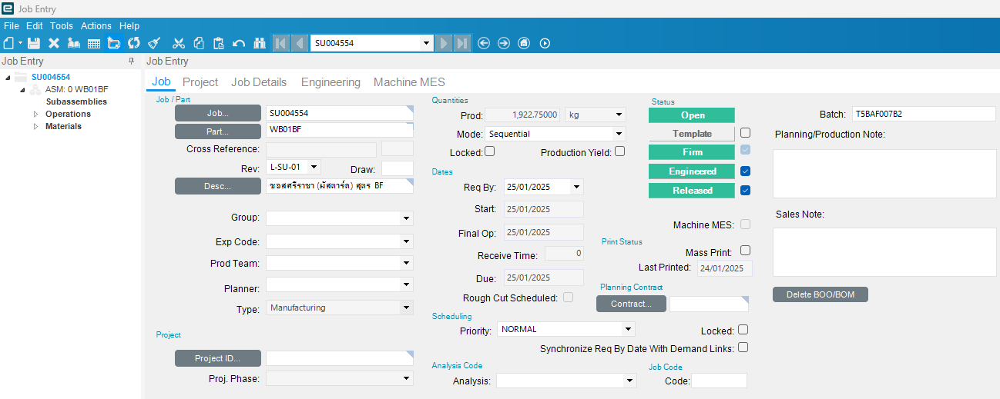 Job Entry
File Edit Tools Actions Help
SU004554
Job Entry
SU004554
ASM: 0 WB01BF
Subassemblies
Operations
Materials
Job Entry
Job Project Job Details Engineering Machine MES
Job / Part
Job... SU004554
Part... WB01BF
Cross Reference:
Rev: L-SU-01 Draw:
Desc... ซอสศรีราชา (มัสตาร์ด) สูตร BF
Group:
Exp Code:
Prod Team:
Planner:
Type: Manufacturing
Project
Project ID...
Proj. Phase:
Quantities
Prod: 1,922.75000 kg
Mode: Sequential
Locked: Production Yield:
Dates
Req By: 25/01/2025
Start: 25/01/2025
Final Op: 25/01/2025
Receive Time: 0
Due: 25/01/2025
Rough Cut Scheduled:
Scheduling
Priority: NORMAL Locked:
Synchronize Req By Date With Demand Links:
Analysis Code
Analysis:
Status
Open
Template
Firm
Engineered
Released
Machine MES:
Print Status
Mass Print:
Last Printed: 24/01/2025
Planning Contract
Contract...
Job Code
Code:
Batch: T5BAF007B2
Planning/Production Note:
Sales Note:
Delete BOO/BOM